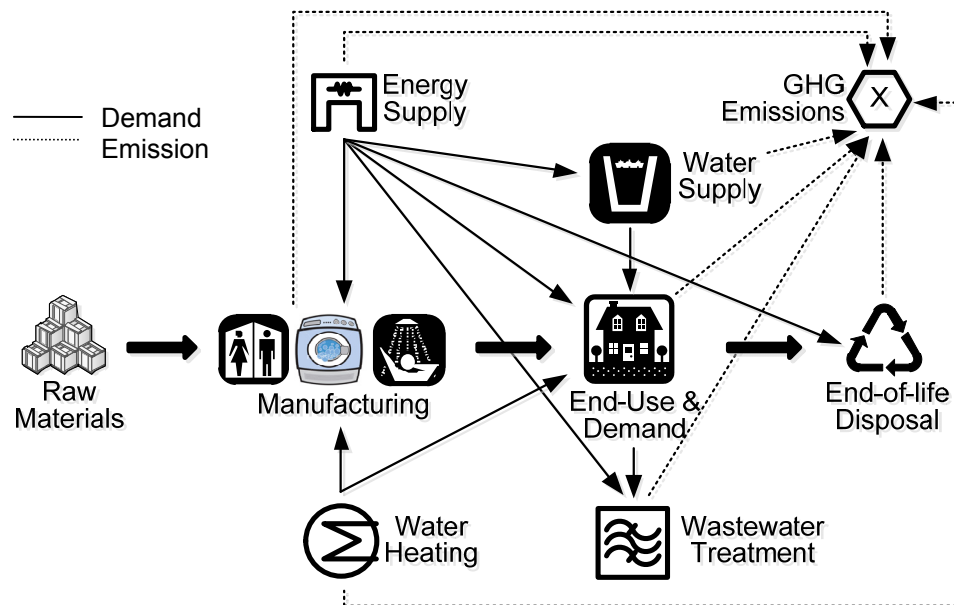 Energy
Supply
GHG
Emissions
X
Demand
Emission
Water
Supply
Raw
Materials
Manufacturing
End-Use &
Demand
End-of-life
Disposal
Water
Heating
Wastewater
Treatment